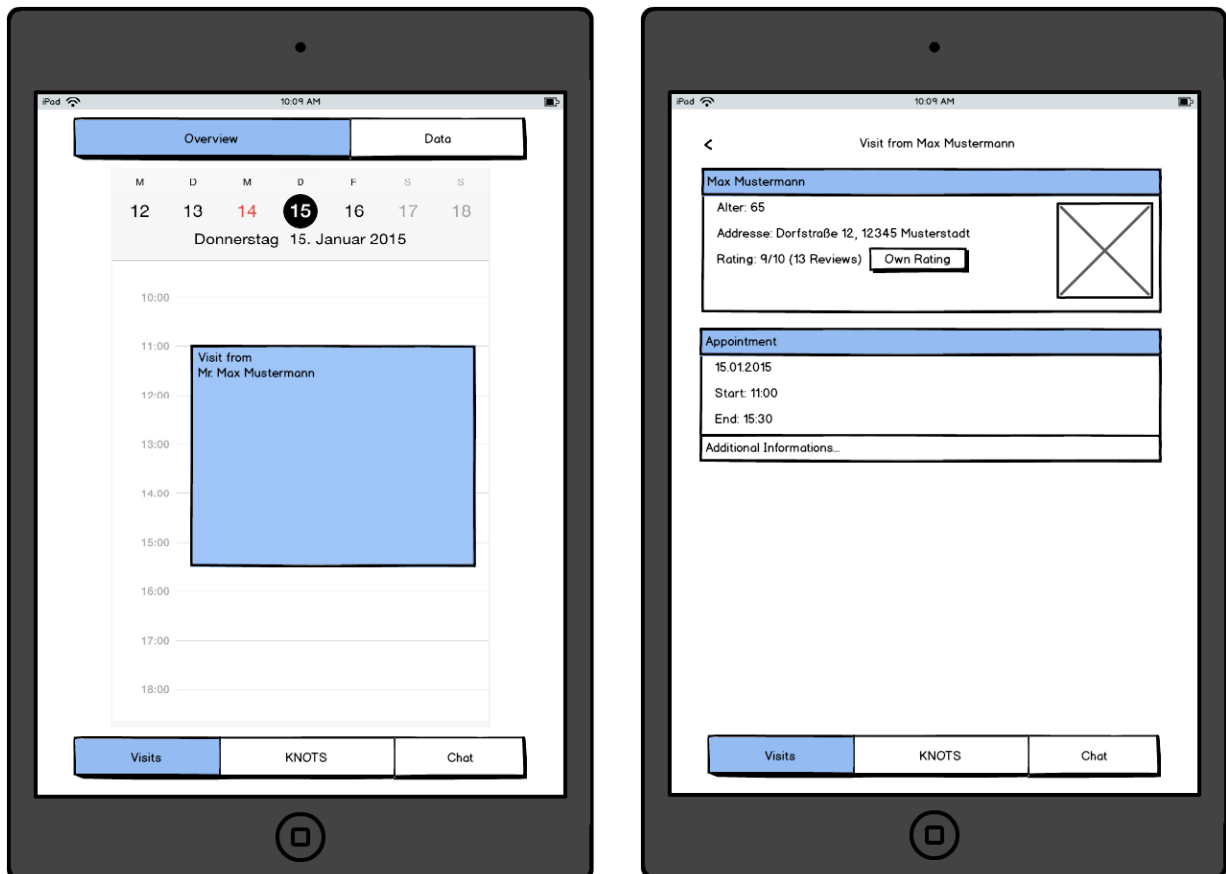 iPad 10:09 AM
Overview Data
M D M D F S S
12 13 14 15 16 17 18
Donnerstag 15. Januar 2015
10:00
11:00
Visit from
Mr. Max Mustermann
12:00
13:00
14:00
15:00
16:00
17:00
18:00
Visits KNOTS Chat
iPad 10:09 AM
< Visit from Max Mustermann
Max Mustermann
Alter: 65
Addresse: Dorfstraße 12, 12345 Musterstadt
Rating: 9/10 (13 Reviews) Own Rating
Appointment
15.01.2015
Start: 11:00
End: 15:30
Additional Informations...
Visits KNOTS Chat